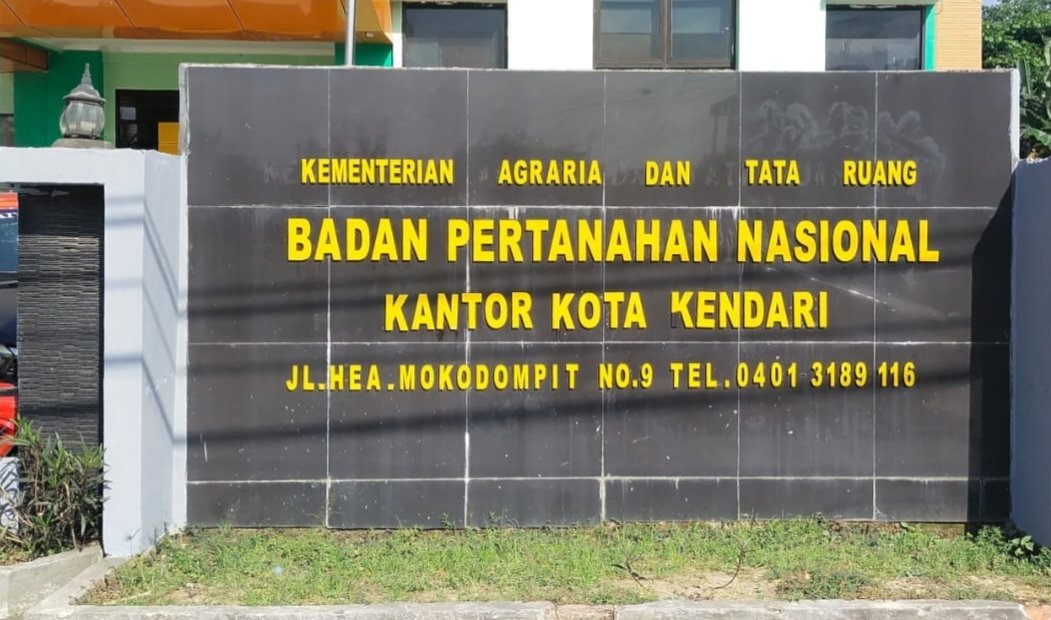 KEMENTERIAN AGRARIA DAN TATA RUANG
BADAN PERTANAHAN NASIONAL
KANTOR KOTA KENDARI
JL.HEA.MOKODOMPIT NO.9 TEL.0401 3189 116